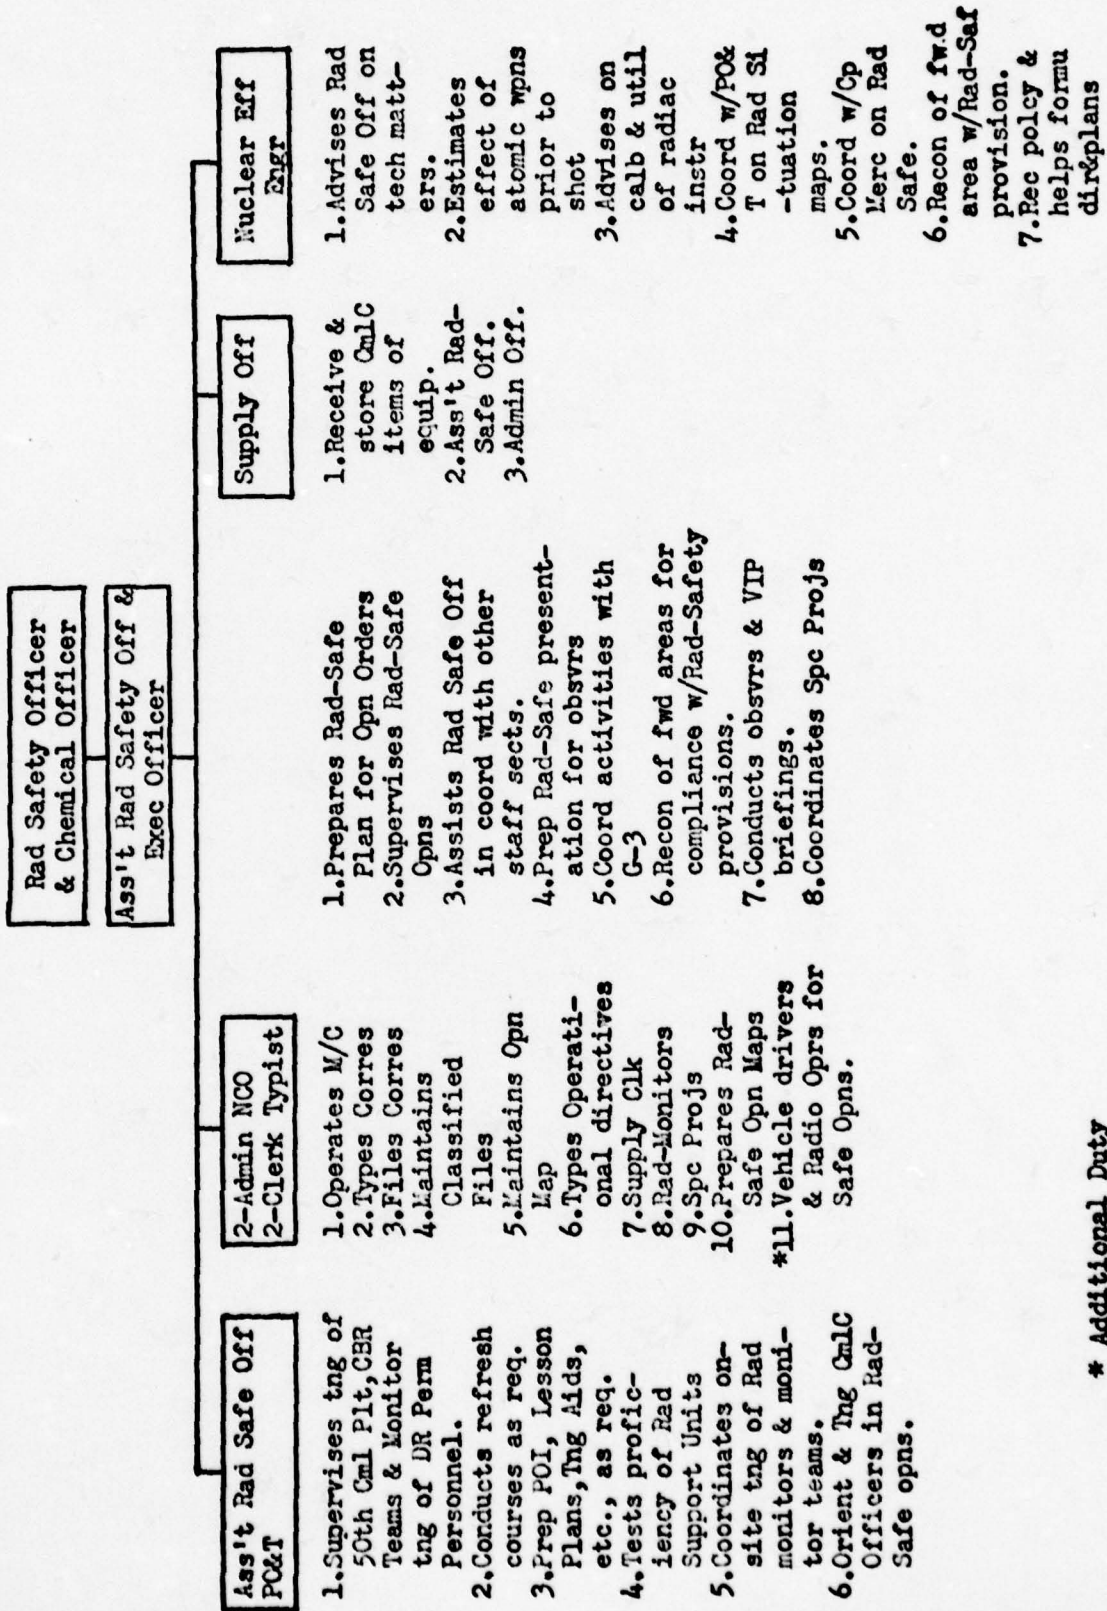 Rad Safety Officer
& Chemical Officer
Ass't Rad Safety Off &
Exec Officer
Ass't Rad Safe Off
PO&T
1.Supervises tng of
50th Cml Plt,CBR
Teams & Monitor
tng of DR Perm
Personnel.
2.Conducts refresh
courses as req.
3.Prep POI, Lesson
Plans,Tng Aids,
etc., as req.
4.Tests profic-
iency of Rad
Support Units
5.Coordinates on-
site tng of Rad
monitors & moni-
tor teams.
6.Orient & Tng CmlC
Officers in Rad-
Safe opns.
2-Admin NCO
2-Clerk Typist
1.Operates M/C
2.Types Corres
3.Files Corres
4.Maintains
Classified
Files
5.Maintains Opn
Map
6.Types Operati-
onal directives
7.Supply Clk
8.Rad-Monitors
9.Spc Projs
10.Prepares Rad-
Safe Opn Maps
*11.Vehicle drivers
& Radio Oprs for
Safe Opns.
1.Prepares Rad-Safe
Plan for Opn Orders
2.Supervises Rad-Safe
Opns
3.Assists Rad Safe Off
in coord with other
staff sects.
4.Prep Rad-Safe present-
ation for obsvrs
5.Coord activities with
G-3
6.Recon of fwd areas for
compliance w/Rad-Safety
provisions.
7.Conducts obsvrs & VIP
briefings.
8.Coordinates Spc Projs
Supply Off
1.Receive &
store CmlC
items of
equip.
2.Ass't Rad-
Safe Off.
3.Admin Off.
Nuclear Eff
Engr
1.Advises Rad
Safe Off on
tech matt-
ers.
2.Estimates
effect of
atomic wpns
prior to
shot
3.Advises on
calb & util
of radiac
instr
4.Coord w/PO&
T on Rad Si
-tuation
maps.
5.Coord w/Cp
Merc on Rad
Safe.
6.Recon of fw.d
area w/Rad-Saf
provision.
7.Rec polcy &
helps formu
dir&plans
* Additional Duty